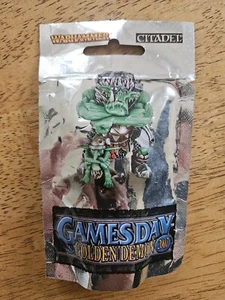 WARHAMMER
CITADEL
GAMES DAY
GOLDEN DEMON